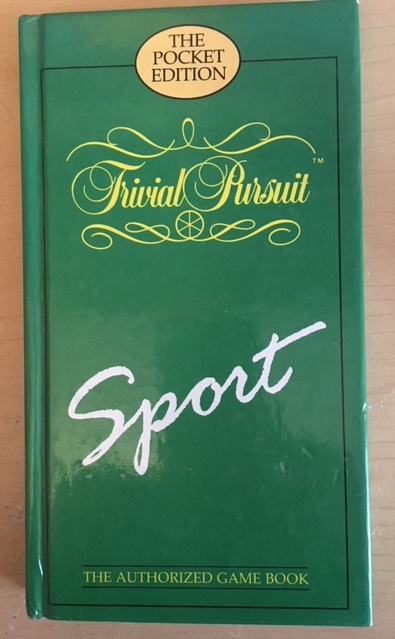 THE
POCKET
EDITION
Trivial Pursuit™
Sport
THE AUTHORIZED GAME BOOK